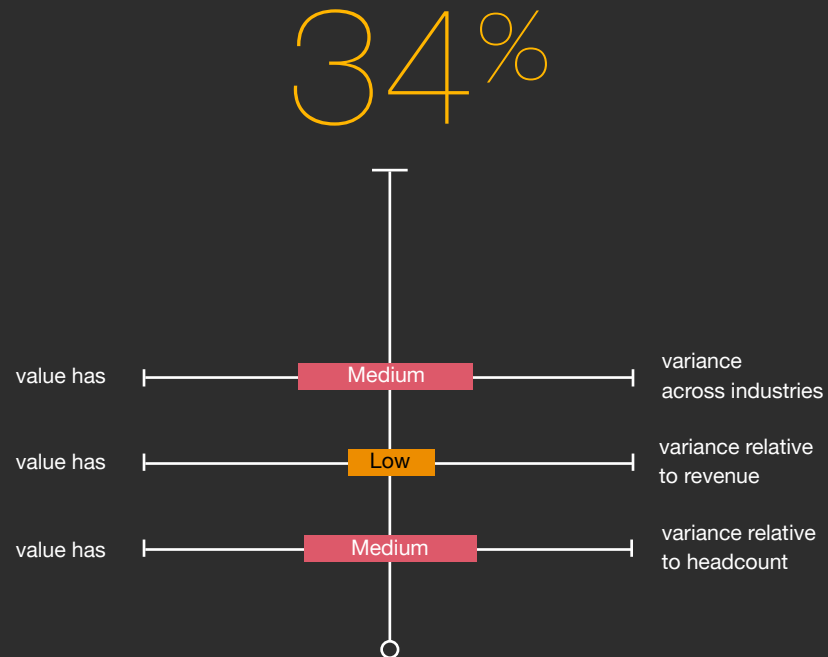 34%
value has
Medium
variance
across industries
value has
Low
variance relative
to revenue
value has
Medium
variance relative
to headcount